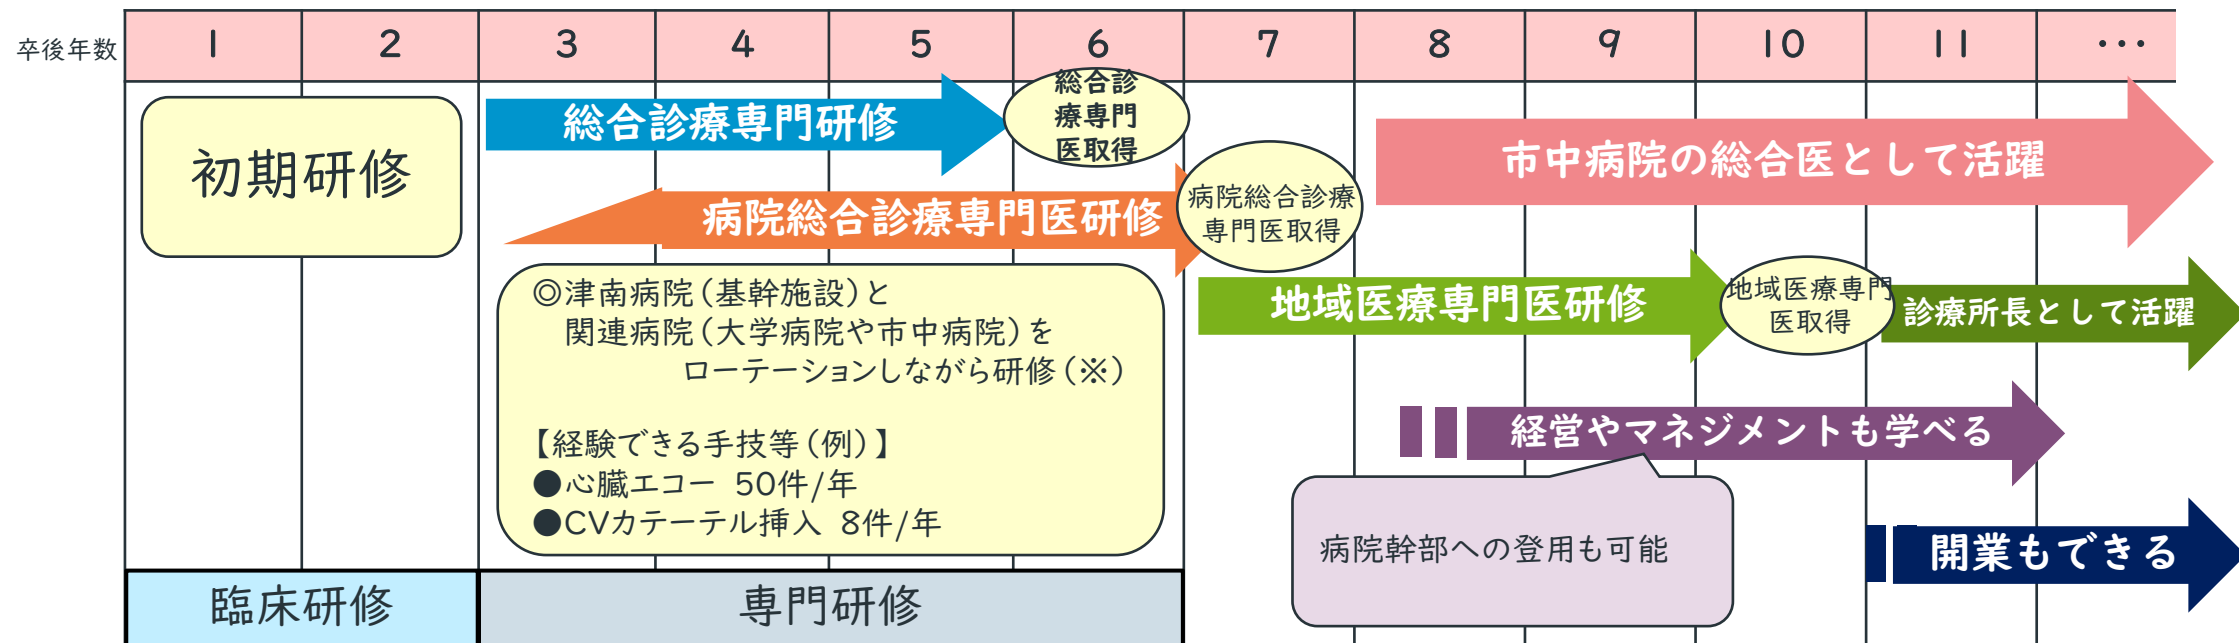 卒後年数 1 2 3 4 5 6 7 8 9 10 11 ･･･
初期研修
総合診療専門研修
総合診
療専門
医取得
病院総合診療専門医研修
病院総合診療
専門医取得
市中病院の総合医として活躍
◎津南病院(基幹施設)と
関連病院(大学病院や市中病院)を
ローテーションしながら研修(※)
【経験できる手技等(例)】
●心臓エコー 50件/年
●CVカテーテル挿入 8件/年
地域医療専門医研修
地域医療専門
医取得
診療所長として活躍
経営やマネジメントも学べる
病院幹部への登用も可能
開業もできる
臨床研修
専門研修